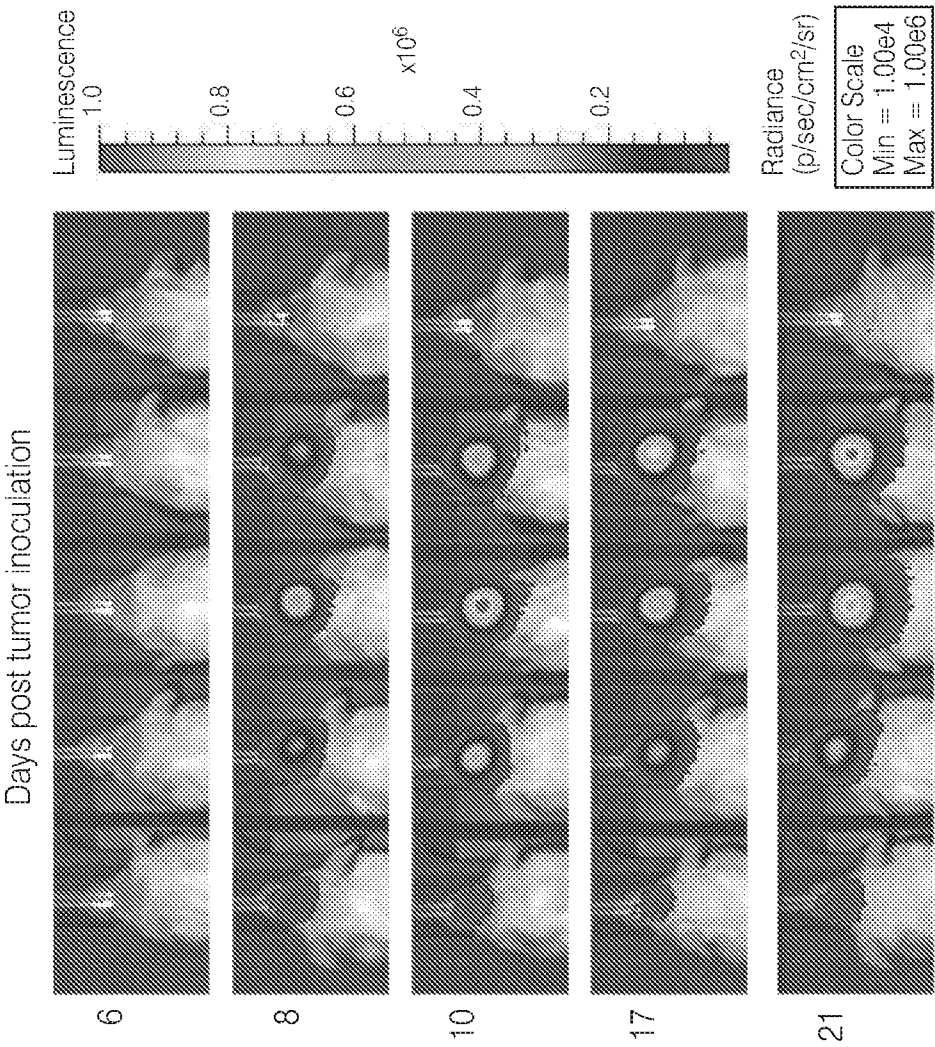 Days post tumor inoculation
6
8
10
17
21
Luminescence
1.0
0.8
0.6
x10⁶
0.4
0.2
Radiance
(p/sec/cm²/sr)
Color Scale
Min = 1.00e4
Max = 1.00e6